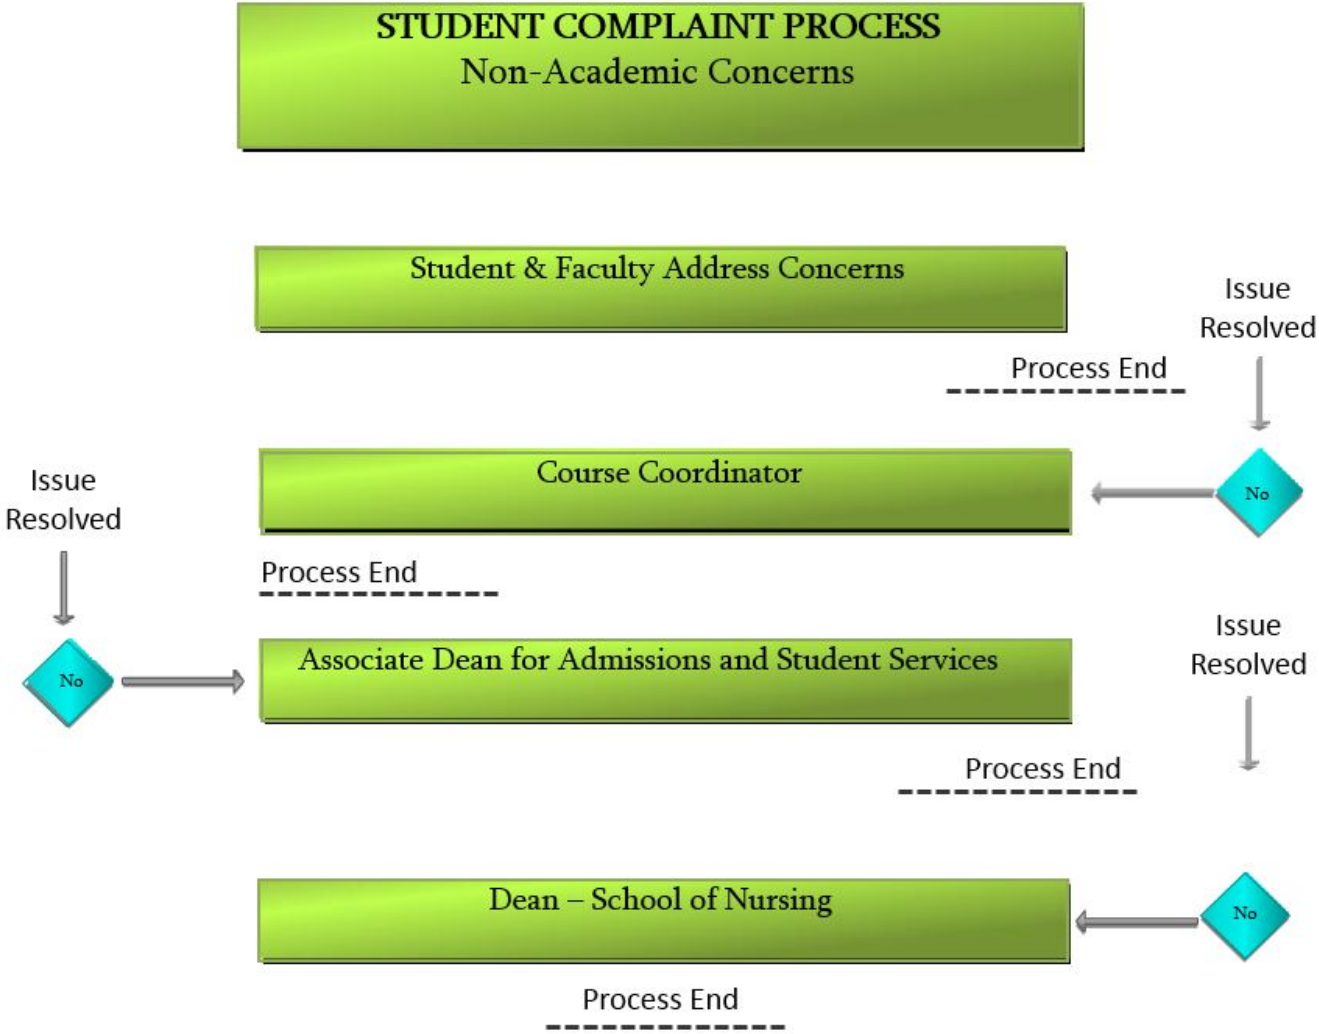 STUDENT COMPLAINT PROCESS
Non-Academic Concerns
Student & Faculty Address Concerns
Issue
Resolved
Process End
Course Coordinator
No
Issue
Resolved
Process End
Issue
Resolved
Associate Dean for Admissions and Student Services
No
Process End
Dean – School of Nursing
No
Process End